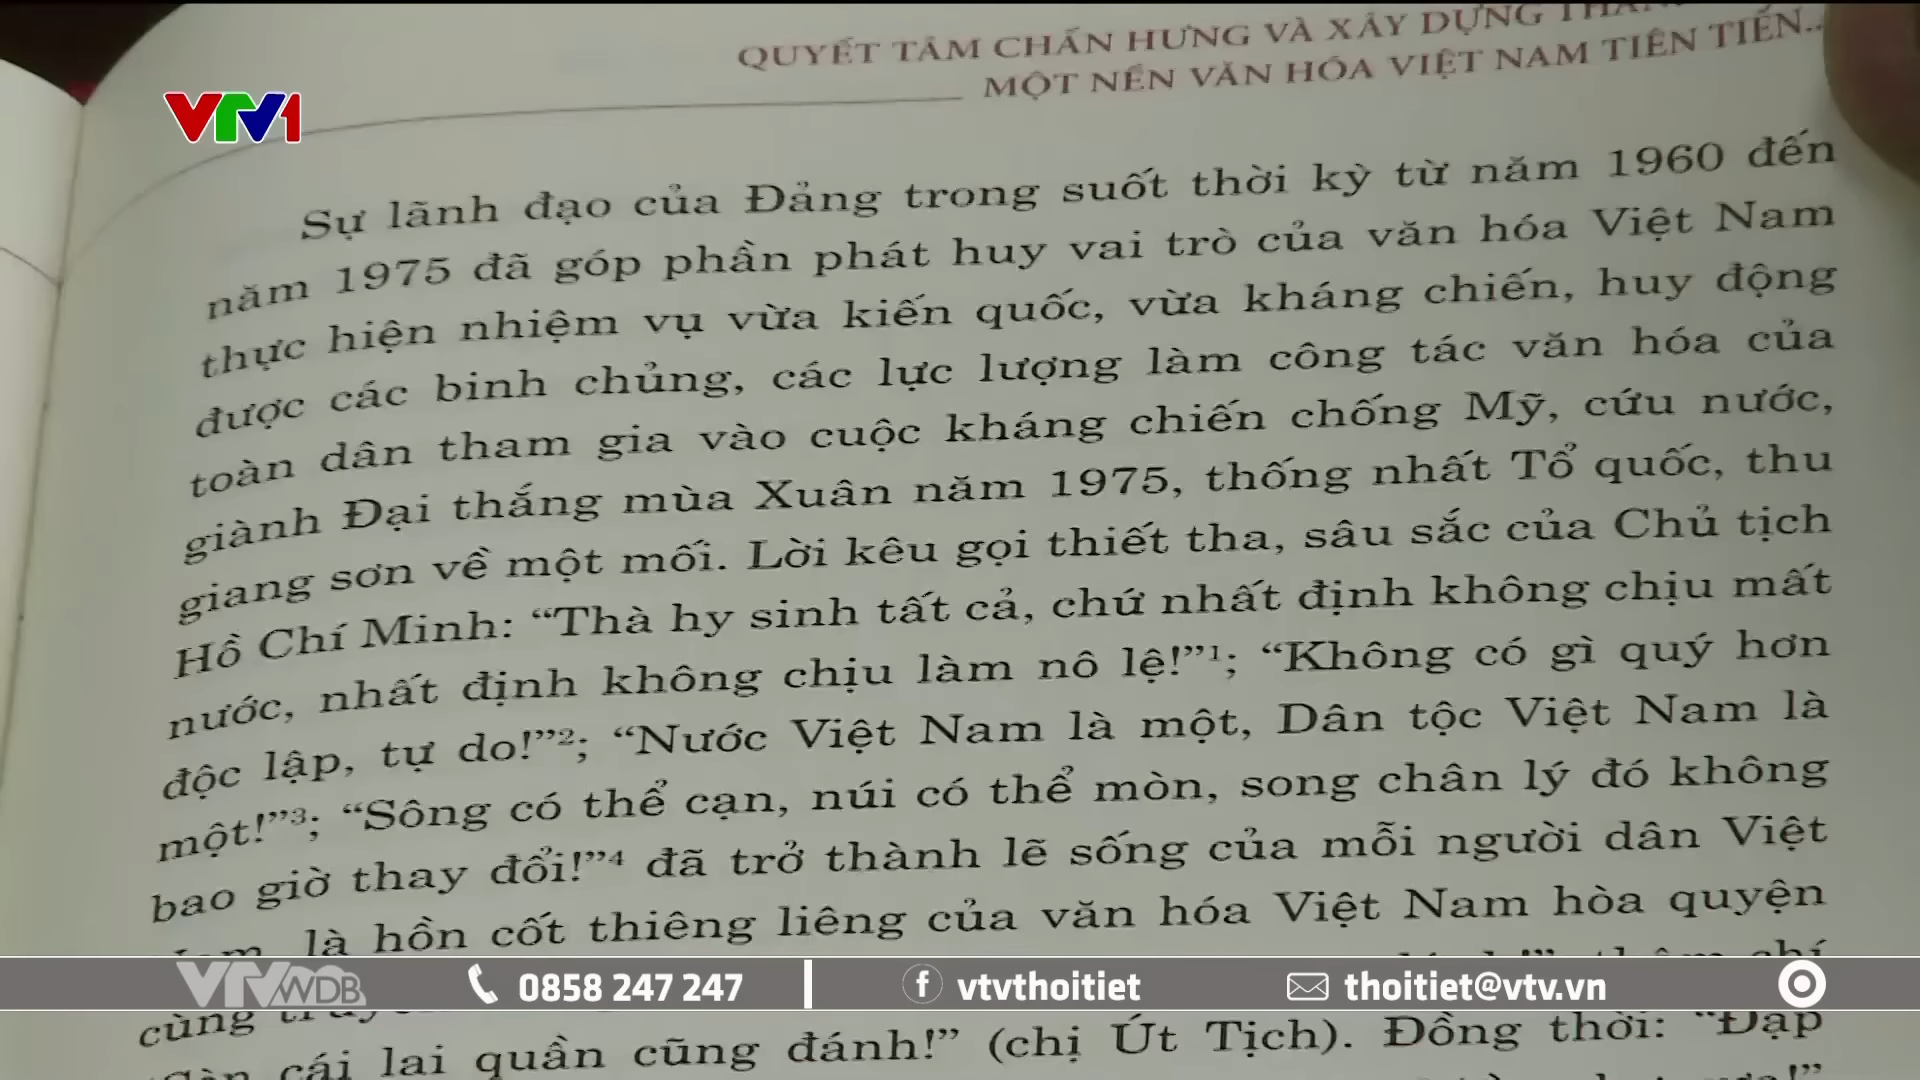 QUYẾT TÂM CHẤN HƯNG VÀ XÂY DỰNG
MỘT NỀN VĂN HÓA VIỆT NAM TIÊN TIẾN...
VTV1
Sự lãnh đạo của Đảng trong suốt thời kỳ từ năm 1960 đến
năm 1975 đã góp phần phát huy vai trò của văn hóa Việt Nam
thực hiện nhiệm vụ vừa kiến quốc, vừa kháng chiến, huy động
được các binh chủng, các lực lượng làm công tác văn hóa của
toàn dân tham gia vào cuộc kháng chiến chống Mỹ, cứu nước,
giành Đại thắng mùa Xuân năm 1975, thống nhất Tổ quốc, thu
giang sơn về một mối. Lời kêu gọi thiết tha, sâu sắc của Chủ tịch
Hồ Chí Minh: “Thà hy sinh tất cả, chứ nhất định không chịu mất
nước, nhất định không chịu làm nô lệ!”¹; “Không có gì quý hơn
độc lập, tự do!”²; “Nước Việt Nam là một, Dân tộc Việt Nam là
một!”³; “Sông có thể cạn, núi có thể mòn, song chân lý đó không
bao giờ thay đổi!”⁴ đã trở thành lẽ sống của mỗi người dân Việt
là hồn cốt thiêng liêng của văn hóa Việt Nam hòa quyện
VTV WDB 0858 247 247 vtvthoitiet thoitiet@vtv.vn
cùng
cái lai quần cũng đánh!” (chị Út Tịch). Đồng thời: “Đạp